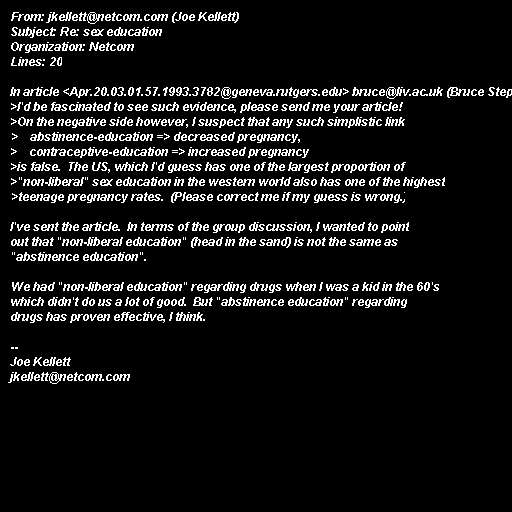 From: jkellett@netcom.com (Joe Kellett)
Subject: Re: sex education
Organization: Netcom
Lines: 20

In article <Apr.20.03.01.57.1993.3782@geneva.rutgers.edu> bruce@liv.ac.uk (Bruce Step
>I'd be fascinated to see such evidence, please send me your article!
>On the negative side however, I suspect that any such simplistic link
>    abstinence-education => decreased pregnancy,
>    contraceptive-education => increased pregnancy
>is false.  The US, which I'd guess has one of the largest proportion of
>"non-liberal" sex education in the western world also has one of the highest
>teenage pregnancy rates.  (Please correct me if my guess is wrong.)

I've sent the article.  In terms of the group discussion, I wanted to point
out that "non-liberal education" (head in the sand) is not the same as
"abstinence education".

We had "non-liberal education" regarding drugs when I was a kid in the 60's
which didn't do us a lot of good.  But "abstinence education" regarding
drugs has proven effective, I think.

--
Joe Kellett
jkellett@netcom.com